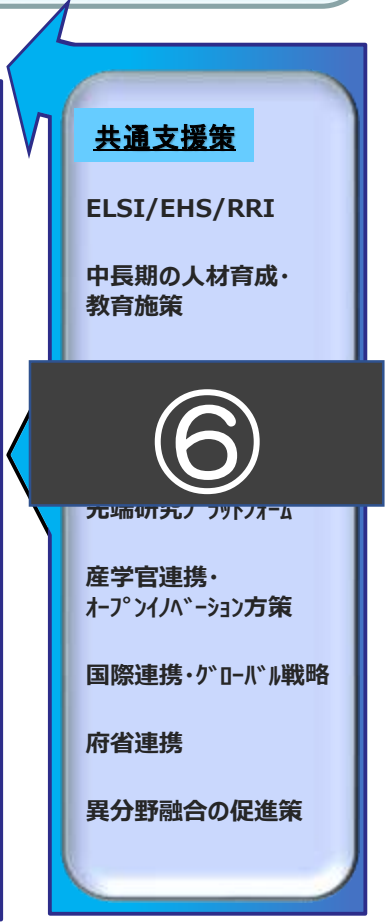 共通支援策
ELSI/EHS/RRI
中長期の人材育成・
教育施策
⑥
先端研究プラットフォーム
産学官連携・
ｵｰﾌﾟﾝｲﾉﾍﾞｰｼｮﾝ方策
国際連携・ｸﾞﾛｰﾊﾞﾙ戦略
府省連携
異分野融合の促進策